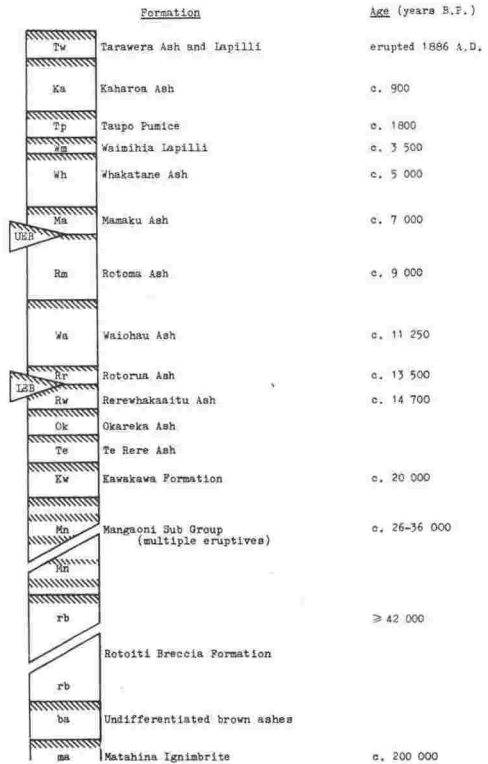 Formation Age (years B.P.)
Tw Tarawera Ash and Lapilli erupted 1886 A.D.
Ka Kaharoa Ash c. 900
Tp Taupo Pumice c. 1800
Wm Waimihia Lapilli c. 3 500
Wh Whakatane Ash c. 5 000
Ma Mamaku Ash c. 7 000
UEB
Rm Rotoma Ash c. 9 000
Wa Waiohau Ash c. 11 250
Rr Rotorua Ash c. 13 500
LEB
Rw Rerewhakaaitu Ash c. 14 700
Ok Okareka Ash
Te Te Rere Ash
Kw Kawakawa Formation c. 20 000
Mn Mangaoni Sub Group c. 26-36 000
(multiple eruptives)
Mn
rb ⩾ 42 000
Rotoiti Breccia Formation
rb
ba Undifferentiated brown ashes
ma Matahina Ignimbrite c. 200 000